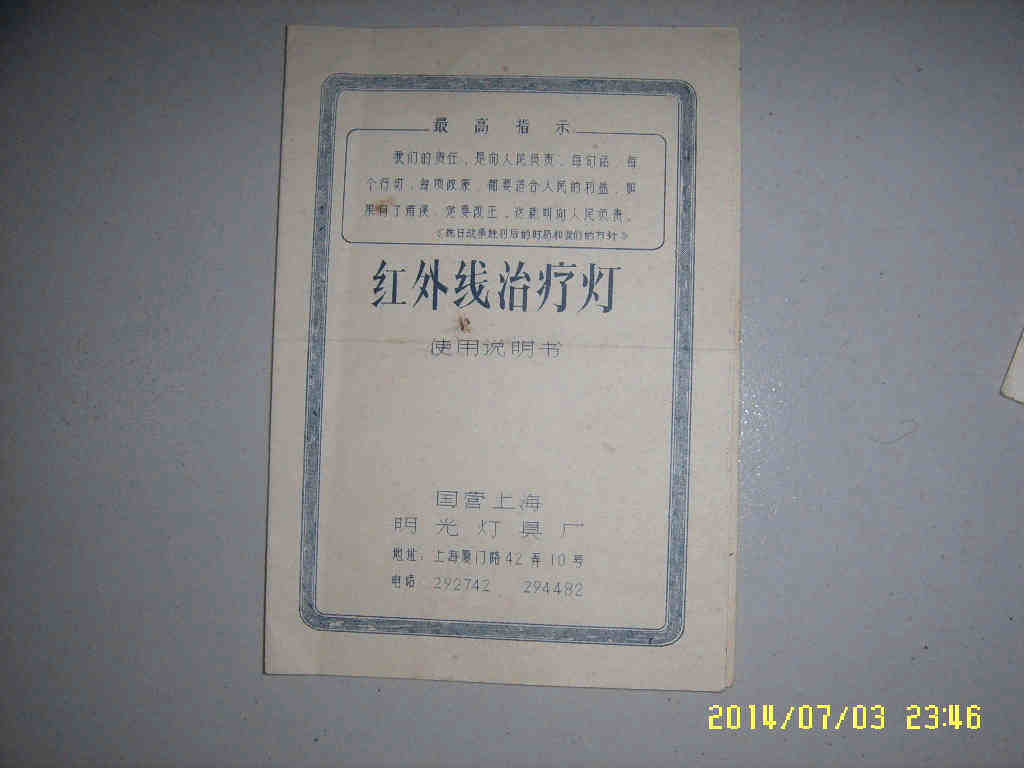 最高指示
我们的责任，是向人民负责。每句话，每
个行动，每项政策，都要适合人民的利益，如
果有了错误，定要改正，这就叫向人民负责。
《抗日战争胜利后的时局和我们的方针》
红外线治疗灯
使用说明书
国营上海
明光灯具厂
地址：上海厦门路42弄10号
电话 292742 294482
2014/07/03 23:46